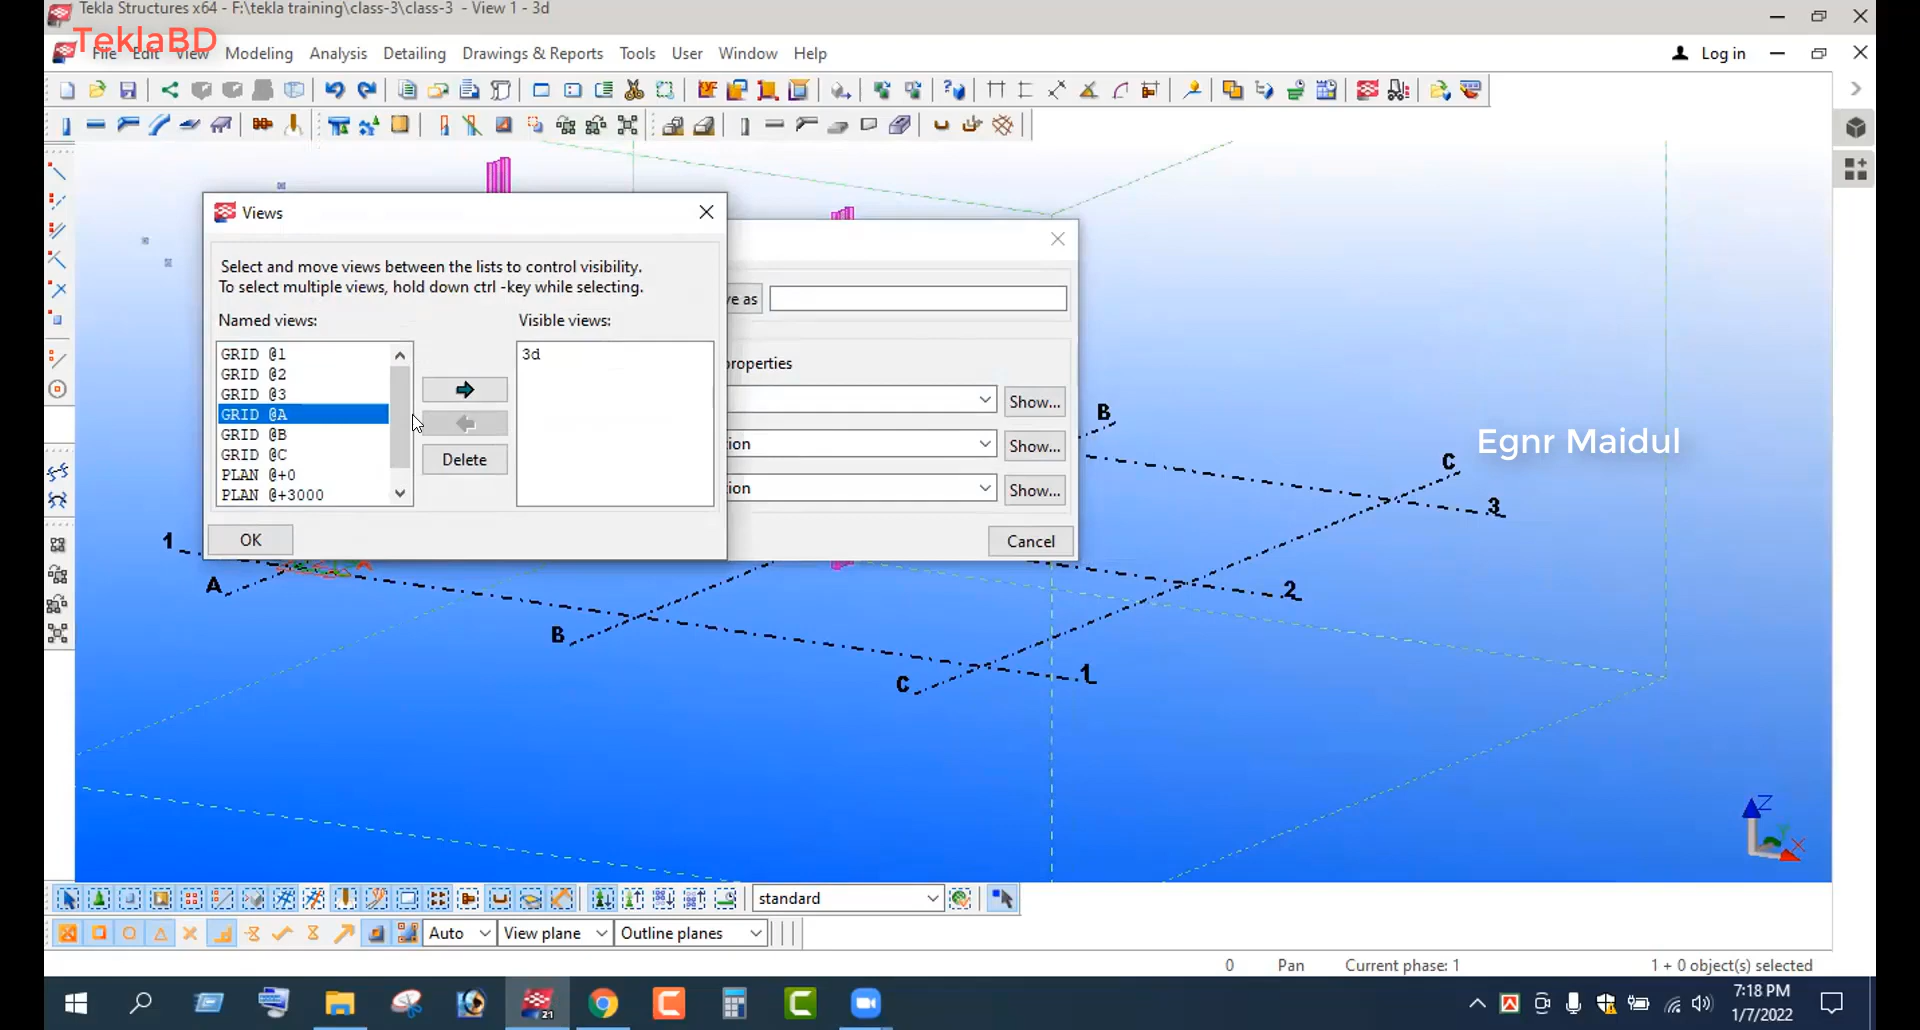 Tekla Structures x64 - F:\tekla training\class-3\class-3 - View 1 - 3d
TeklaBD
File Edit View Modeling Analysis Detailing Drawings & Reports Tools User Window Help
Log in
Views
Select and move views between the lists to control visibility.
To select multiple views, hold down ctrl -key while selecting.
Named views:
Visible views:
GRID @1
GRID @2
GRID @3
GRID @A
GRID @B
GRID @C
PLAN @+0
PLAN @+3000
3d
Delete
OK
ve as
properties
Show...
tion
Show...
tion
Show...
Cancel
B
C
Egnr Maidul
3
1
A
2
B
C
1
Z
Y
X
standard
Auto
View plane
Outline planes
0
Pan
Current phase: 1
1 + 0 object(s) selected
21
7:18 PM
1/7/2022